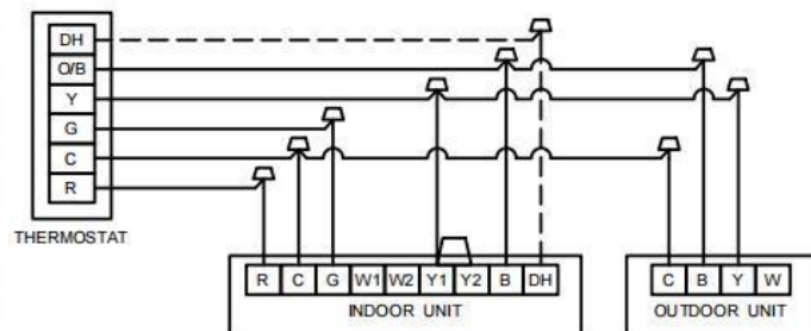 DH
O/B
Y
G
C
R
THERMOSTAT
R C G W1 W2 Y1 Y2 B DH
INDOOR UNIT
C B Y W
OUTDOOR UNIT